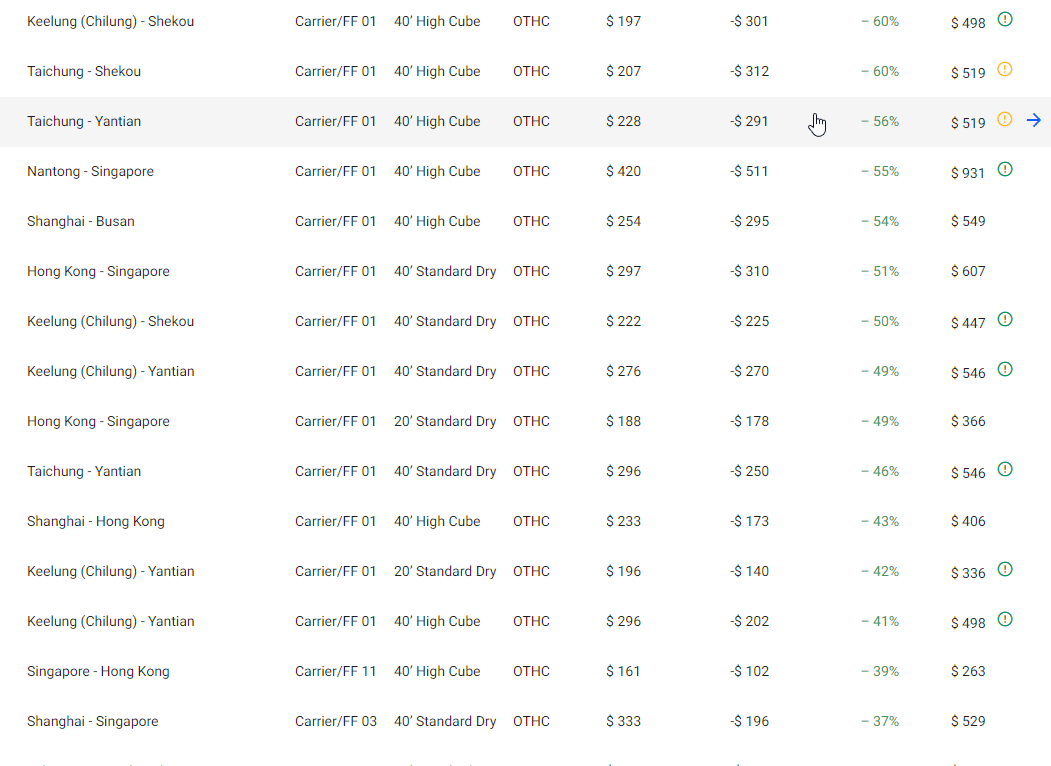 Keelung (Chilung) - Shekou Carrier/FF 01 40' High Cube OTHC $ 197 -$ 301 – 60% $ 498
Taichung - Shekou Carrier/FF 01 40' High Cube OTHC $ 207 -$ 312 – 60% $ 519
Taichung - Yantian Carrier/FF 01 40' High Cube OTHC $ 228 -$ 291 – 56% $ 519
Nantong - Singapore Carrier/FF 01 40' High Cube OTHC $ 420 -$ 511 – 55% $ 931
Shanghai - Busan Carrier/FF 01 40' High Cube OTHC $ 254 -$ 295 – 54% $ 549
Hong Kong - Singapore Carrier/FF 01 40' Standard Dry OTHC $ 297 -$ 310 – 51% $ 607
Keelung (Chilung) - Shekou Carrier/FF 01 40' Standard Dry OTHC $ 222 -$ 225 – 50% $ 447
Keelung (Chilung) - Yantian Carrier/FF 01 40' Standard Dry OTHC $ 276 -$ 270 – 49% $ 546
Hong Kong - Singapore Carrier/FF 01 20' Standard Dry OTHC $ 188 -$ 178 – 49% $ 366
Taichung - Yantian Carrier/FF 01 40' Standard Dry OTHC $ 296 -$ 250 – 46% $ 546
Shanghai - Hong Kong Carrier/FF 01 40' High Cube OTHC $ 233 -$ 173 – 43% $ 406
Keelung (Chilung) - Yantian Carrier/FF 01 20' Standard Dry OTHC $ 196 -$ 140 – 42% $ 336
Keelung (Chilung) - Yantian Carrier/FF 01 40' High Cube OTHC $ 296 -$ 202 – 41% $ 498
Singapore - Hong Kong Carrier/FF 11 40' High Cube OTHC $ 161 -$ 102 – 39% $ 263
Shanghai - Singapore Carrier/FF 03 40' Standard Dry OTHC $ 333 -$ 196 – 37% $ 529